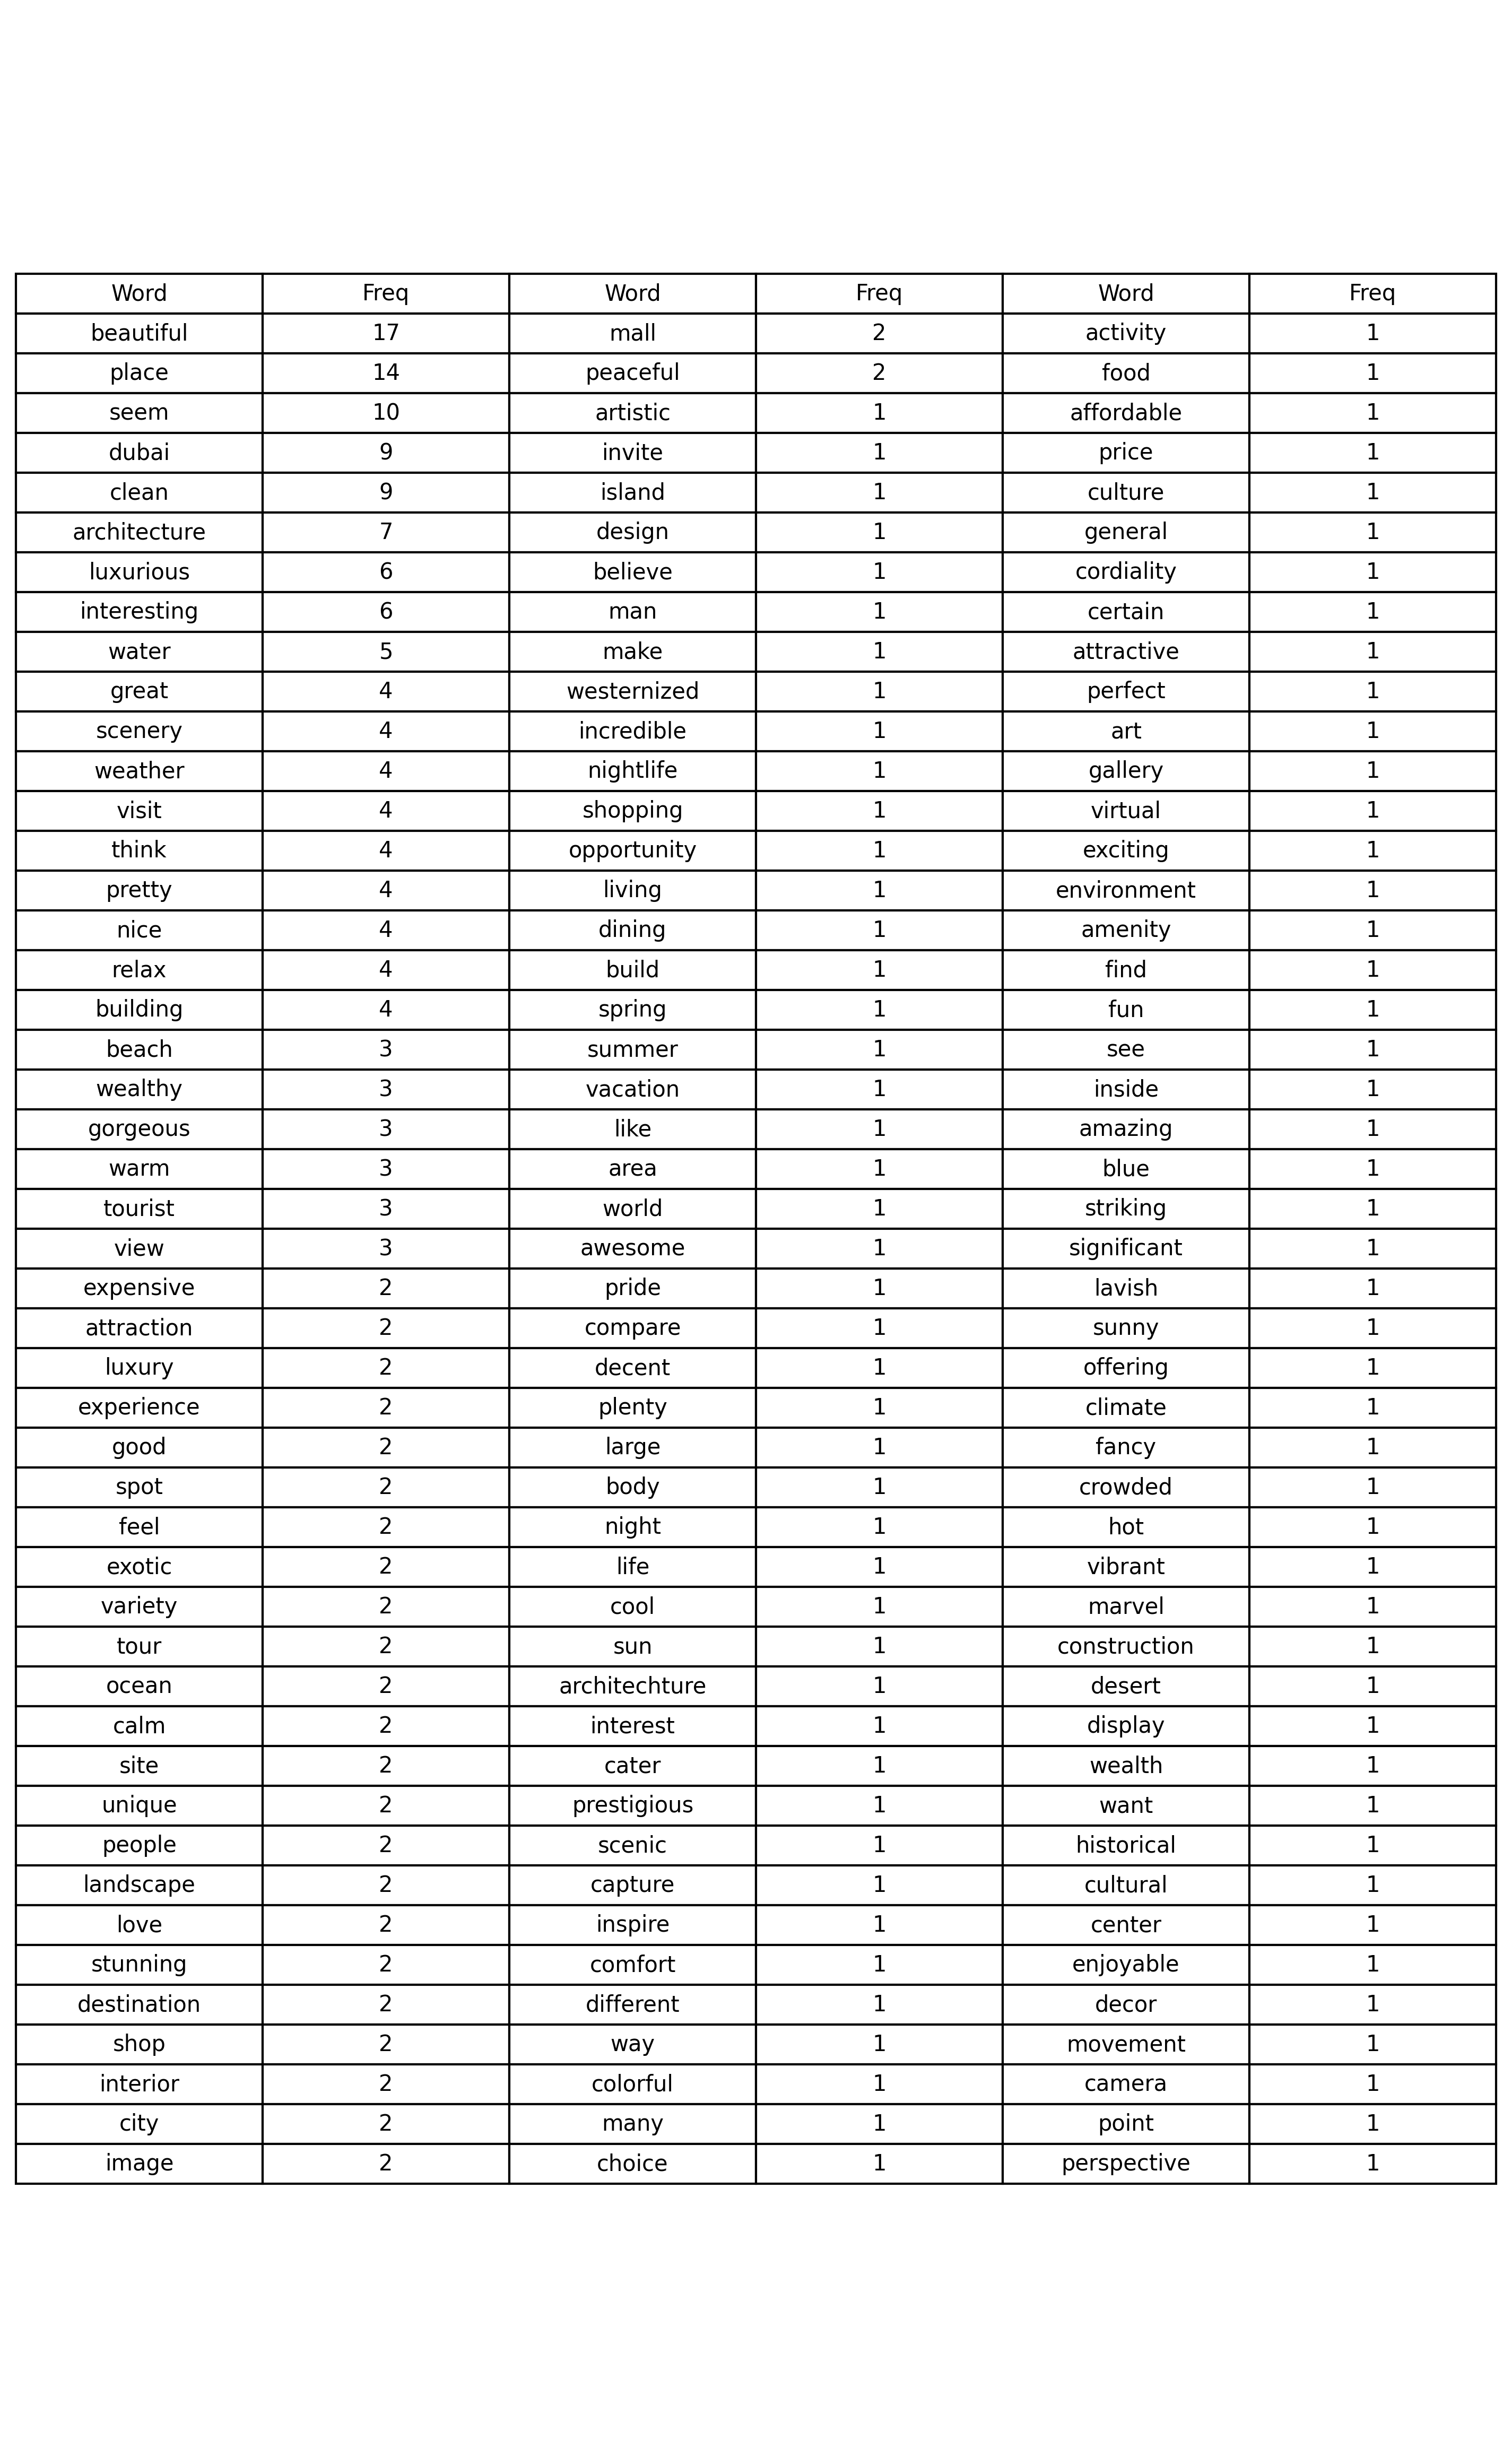 Word Freq Word Freq Word Freq
beautiful 17 mall 2 activity 1
place 14 peaceful 2 food 1
seem 10 artistic 1 affordable 1
dubai 9 invite 1 price 1
clean 9 island 1 culture 1
architecture 7 design 1 general 1
luxurious 6 believe 1 cordiality 1
interesting 6 man 1 certain 1
water 5 make 1 attractive 1
great 4 westernized 1 perfect 1
scenery 4 incredible 1 art 1
weather 4 nightlife 1 gallery 1
visit 4 shopping 1 virtual 1
think 4 opportunity 1 exciting 1
pretty 4 living 1 environment 1
nice 4 dining 1 amenity 1
relax 4 build 1 find 1
building 4 spring 1 fun 1
beach 3 summer 1 see 1
wealthy 3 vacation 1 inside 1
gorgeous 3 like 1 amazing 1
warm 3 area 1 blue 1
tourist 3 world 1 striking 1
view 3 awesome 1 significant 1
expensive 2 pride 1 lavish 1
attraction 2 compare 1 sunny 1
luxury 2 decent 1 offering 1
experience 2 plenty 1 climate 1
good 2 large 1 fancy 1
spot 2 body 1 crowded 1
feel 2 night 1 hot 1
exotic 2 life 1 vibrant 1
variety 2 cool 1 marvel 1
tour 2 sun 1 construction 1
ocean 2 architechture 1 desert 1
calm 2 interest 1 display 1
site 2 cater 1 wealth 1
unique 2 prestigious 1 want 1
people 2 scenic 1 historical 1
landscape 2 capture 1 cultural 1
love 2 inspire 1 center 1
stunning 2 comfort 1 enjoyable 1
destination 2 different 1 decor 1
shop 2 way 1 movement 1
interior 2 colorful 1 camera 1
city 2 many 1 point 1
image 2 choice 1 perspective 1